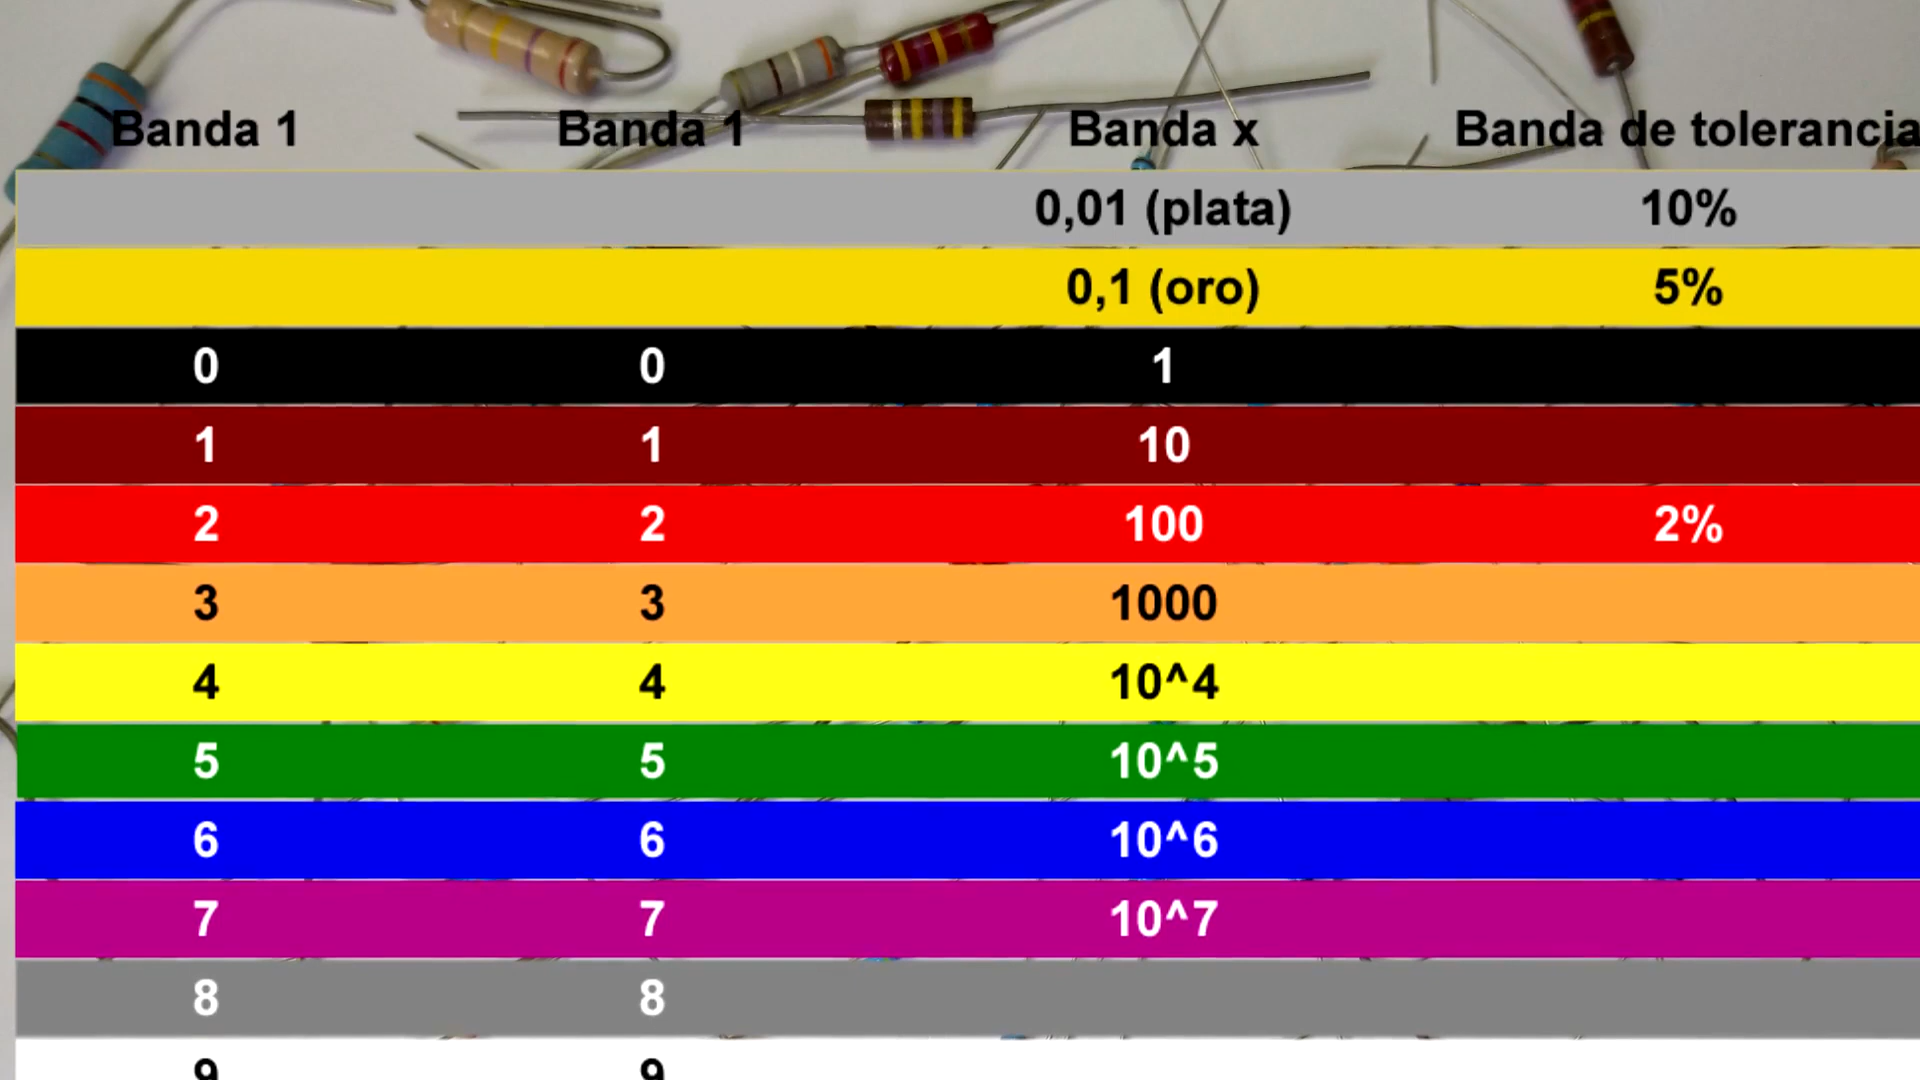 Banda 1 Banda 1 Banda x Banda de tolerancia
0,01 (plata) 10%
0,1 (oro) 5%
0 0 1
1 1 10
2 2 100 2%
3 3 1000
4 4 10^4
5 5 10^5
6 6 10^6
7 7 10^7
8 8
9 9